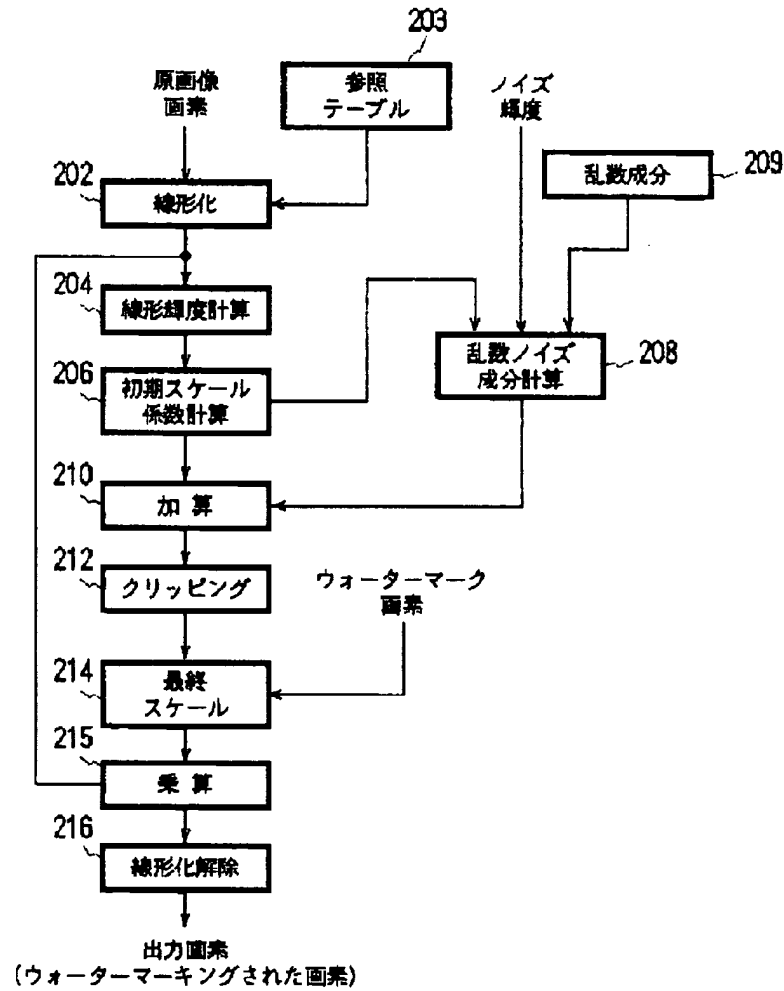 203
原画像
画素
参照
テーブル
ノイズ
輝度
209
乱数成分
202
線形化
204
線形輝度計算
206
初期スケール
係数計算
乱数ノイズ
成分計算
208
210
加 算
212
クリッピング
ウォーターマーク
画素
214
最終
スケール
215
乗 算
216
線形化解除
出力画素
(ウォーターマーキングされた画素)